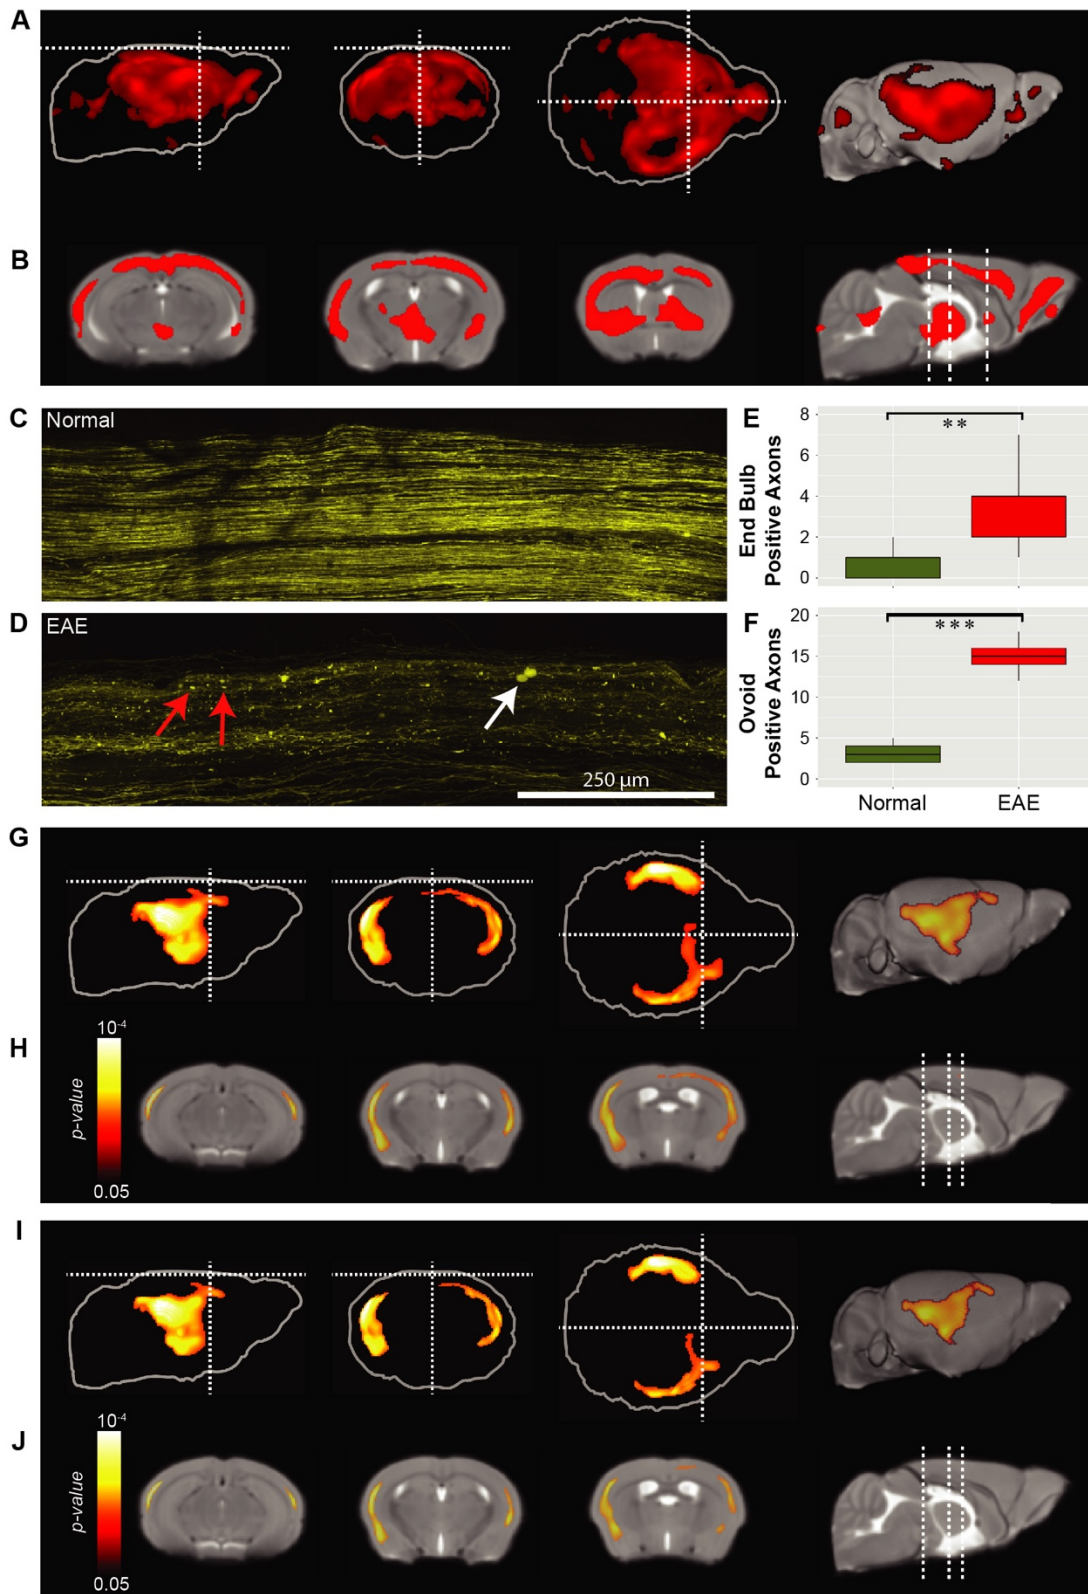 A
B
C
Normal
D
EAE
250 µm
E
End Bulb
Positive Axons
8
6
4
2
0
**
F
Ovoid
Positive Axons
20
15
10
5
0
***
Normal EAE
G
H
10-4
p-value
0.05
I
J
10-4
p-value
0.05